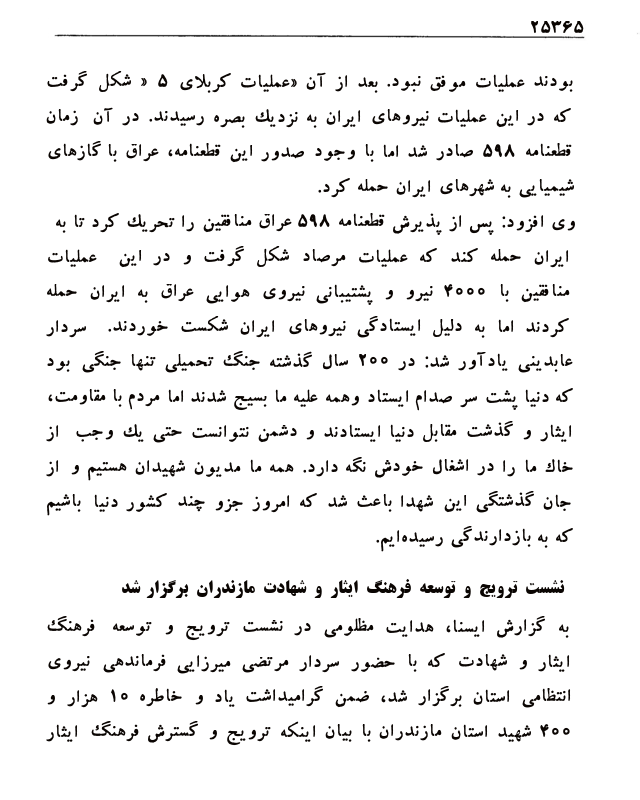 ۲۵۳۶۵
بودند عملیات موفق نبود. بعد از آن «عملیات کربلای ۵ « شکل گرفت
که در این عملیات نیروهای ایران به نزدیك بصره رسیدند. در آن زمان
قطعنامه ۵۹۸ صادر شد اما با وجود صدور این قطعنامه، عراق با گازهای
شیمیایی به شهرهای ایران حمله کرد.
وی افزود: پس از پذیرش قطعنامه ۵۹۸ عراق منافقین را تحریك کرد تا به
ایران حمله کند که عملیات مرصاد شکل گرفت و در این عملیات
منافقین با ۴۰۰۰ نیرو و پشتیبانی نیروی هوایی عراق به ایران حمله
کردند اما به دلیل ایستادگی نیروهای ایران شکست خوردند. سردار
عابدینی یادآور شد: در ۲۰۰ سال گذشته جنگ تحمیلی تنها جنگی بود
که دنیا پشت سر صدام ایستاد وهمه علیه ما بسیج شدند اما مردم با مقاومت،
ایثار و گذشت مقابل دنیا ایستادند و دشمن نتوانست حتی یك وجب از
خاك ما را در اشغال خودش نگه دارد. همه ما مدیون شهیدان هستیم و از
جان گذشتگی این شهدا باعث شد که امروز جزو چند کشور دنیا باشیم
که به بازدارندگی رسیده‌ایم.
نشست ترویج و توسعه فرهنگ ایثار و شهادت مازندران برگزار شد
به گزارش ایسنا، هدایت مظلومی در نشست ترویج و توسعه فرهنگ
ایثار و شهادت که با حضور سردار مرتضی میرزایی فرماندهی نیروی
انتظامی استان برگزار شد، ضمن گرامیداشت یاد و خاطره ۱۰ هزار و
۴۰۰ شهید استان مازندران با بیان اینکه ترویج و گسترش فرهنگ ایثار